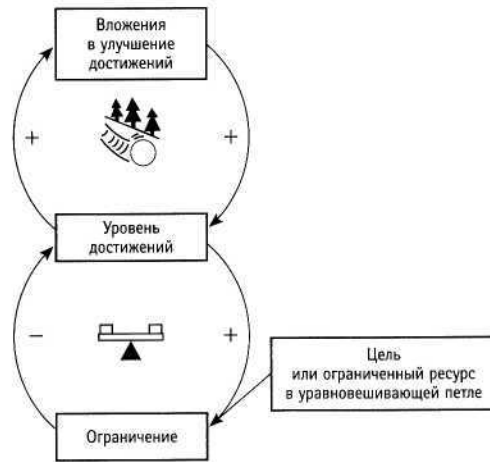 Вложения
в улучшение
достижений
+
+
Уровень
достижений
−
+
Цель
или ограниченный ресурс
в уравновешивающей петле
Ограничение